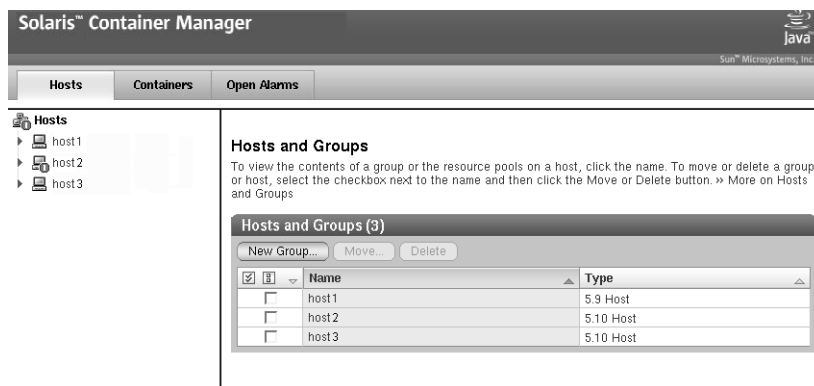 Solaris™ Container Manager
Java™
Sun™ Microsystems, Inc.
Hosts
Containers
Open Alarms
Hosts
host1
host2
host3
Hosts and Groups
To view the contents of a group or the resource pools on a host, click the name. To move or delete a group
or host, select the checkbox next to the name and then click the Move or Delete button. ›› More on Hosts
and Groups
Hosts and Groups (3)
New Group... Move... Delete
Name Type
host1 5.9 Host
host2 5.10 Host
host3 5.10 Host